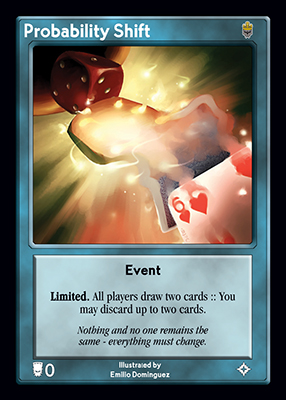 Probability Shift
6
Event
Limited. All players draw two cards :: You
may discard up to two cards.
Nothing and no one remains the
same - everything must change.
0
Illustrated by
Emilio Dominguez